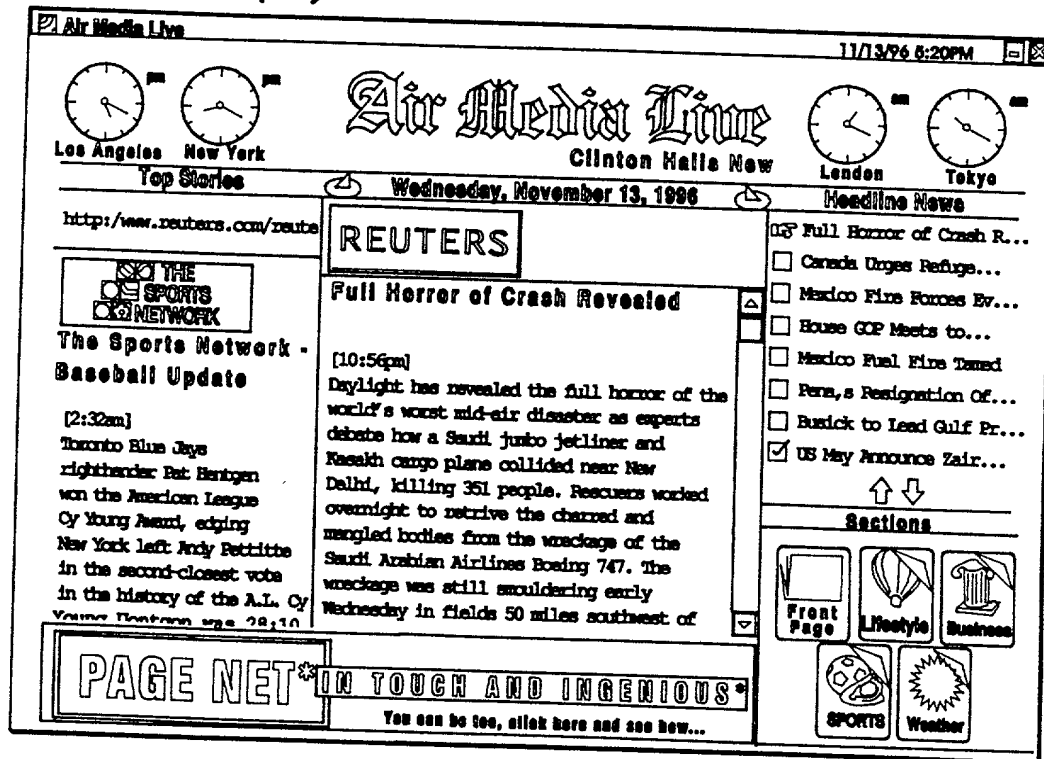 Air Media Live
11/13/96 5:20PM
pm
pm
Air Media Live
am
am
Clinton Hails New
Los Angeles
New York
London
Tokyo
Top Stories
Wednesday, November 13, 1996
Headline News
http:/www.reuters.com/reute
THE
SPORTS
NETWORK
The Sports Network -
Baseball Update
[2:32am]
Toronto Blue Jays
righthander Pat Hentgen
won the American League
Cy Young Award, edging
New York left Andy Pettitte
in the second-closest vote
in the history of the A.L. Cy
Young Hentgen was 28:10
REUTERS
Full Horror of Crash Revealed
[10:56pm]
Daylight has revealed the full horror of the
world's worst mid-air disaster as experts
debate how a Saudi jumbo jetliner and
Kasakh cargo plane collided near New
Delhi, killing 351 people. Rescuers worked
overnight to retrive the charred and
mangled bodies from the wreckage of the
Saudi Arabian Airlines Boeing 747. The
wreckage was still smouldering early
Wednesday in fields 50 miles southwest of
Full Horror of Crash R...
Canada Urges Refuge...
Mexico Fire Forces Ev...
House GOP Meets to...
Mexico Fuel Fire Tamed
Pena,s Resignation Of...
Busick to Lead Gulf Pr...
US May Announce Zair...
Sections
Front
Page
Lifestyle
Business
SPORTS
Weather
PAGE NET*
IN TOUCH AND INGENIOUS*
You can be too, click here and see how...